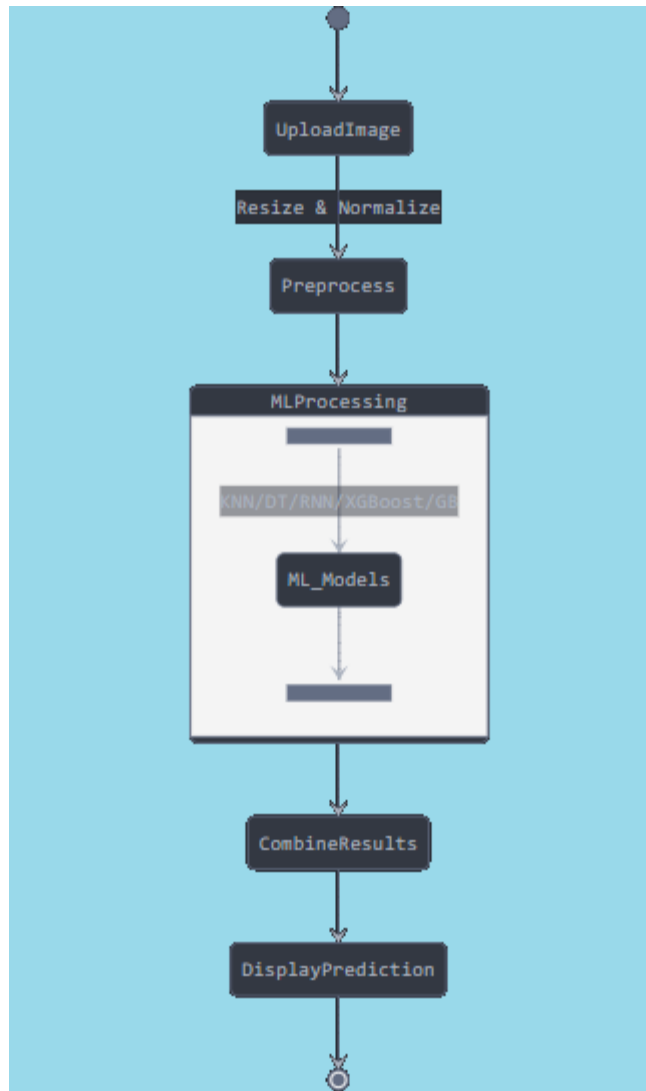 UploadImage
Resize & Normalize
Preprocess
MLProcessing
KNN/DT/RNN/XGBoost/GB
ML_Models
CombineResults
DisplayPrediction